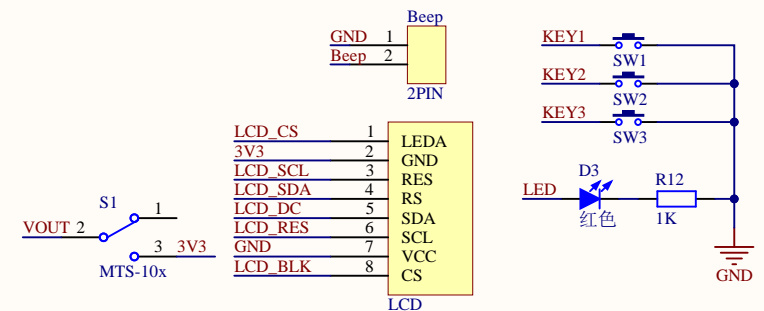 Beep
GND 1
Beep 2
2PIN
KEY1
SW1
KEY2
SW2
KEY3
SW3
LCD_CS 1 LEDA
3V3 2 GND
LCD_SCL 3 RES
LCD_SDA 4 RS
LCD_DC 5 SDA
LCD_RES 6 SCL
GND 7 VCC
LCD_BLK 8 CS
LCD
S1
1
VOUT 2
3 3V3
MTS-10x
D3
LED
红色
R12
1K
GND